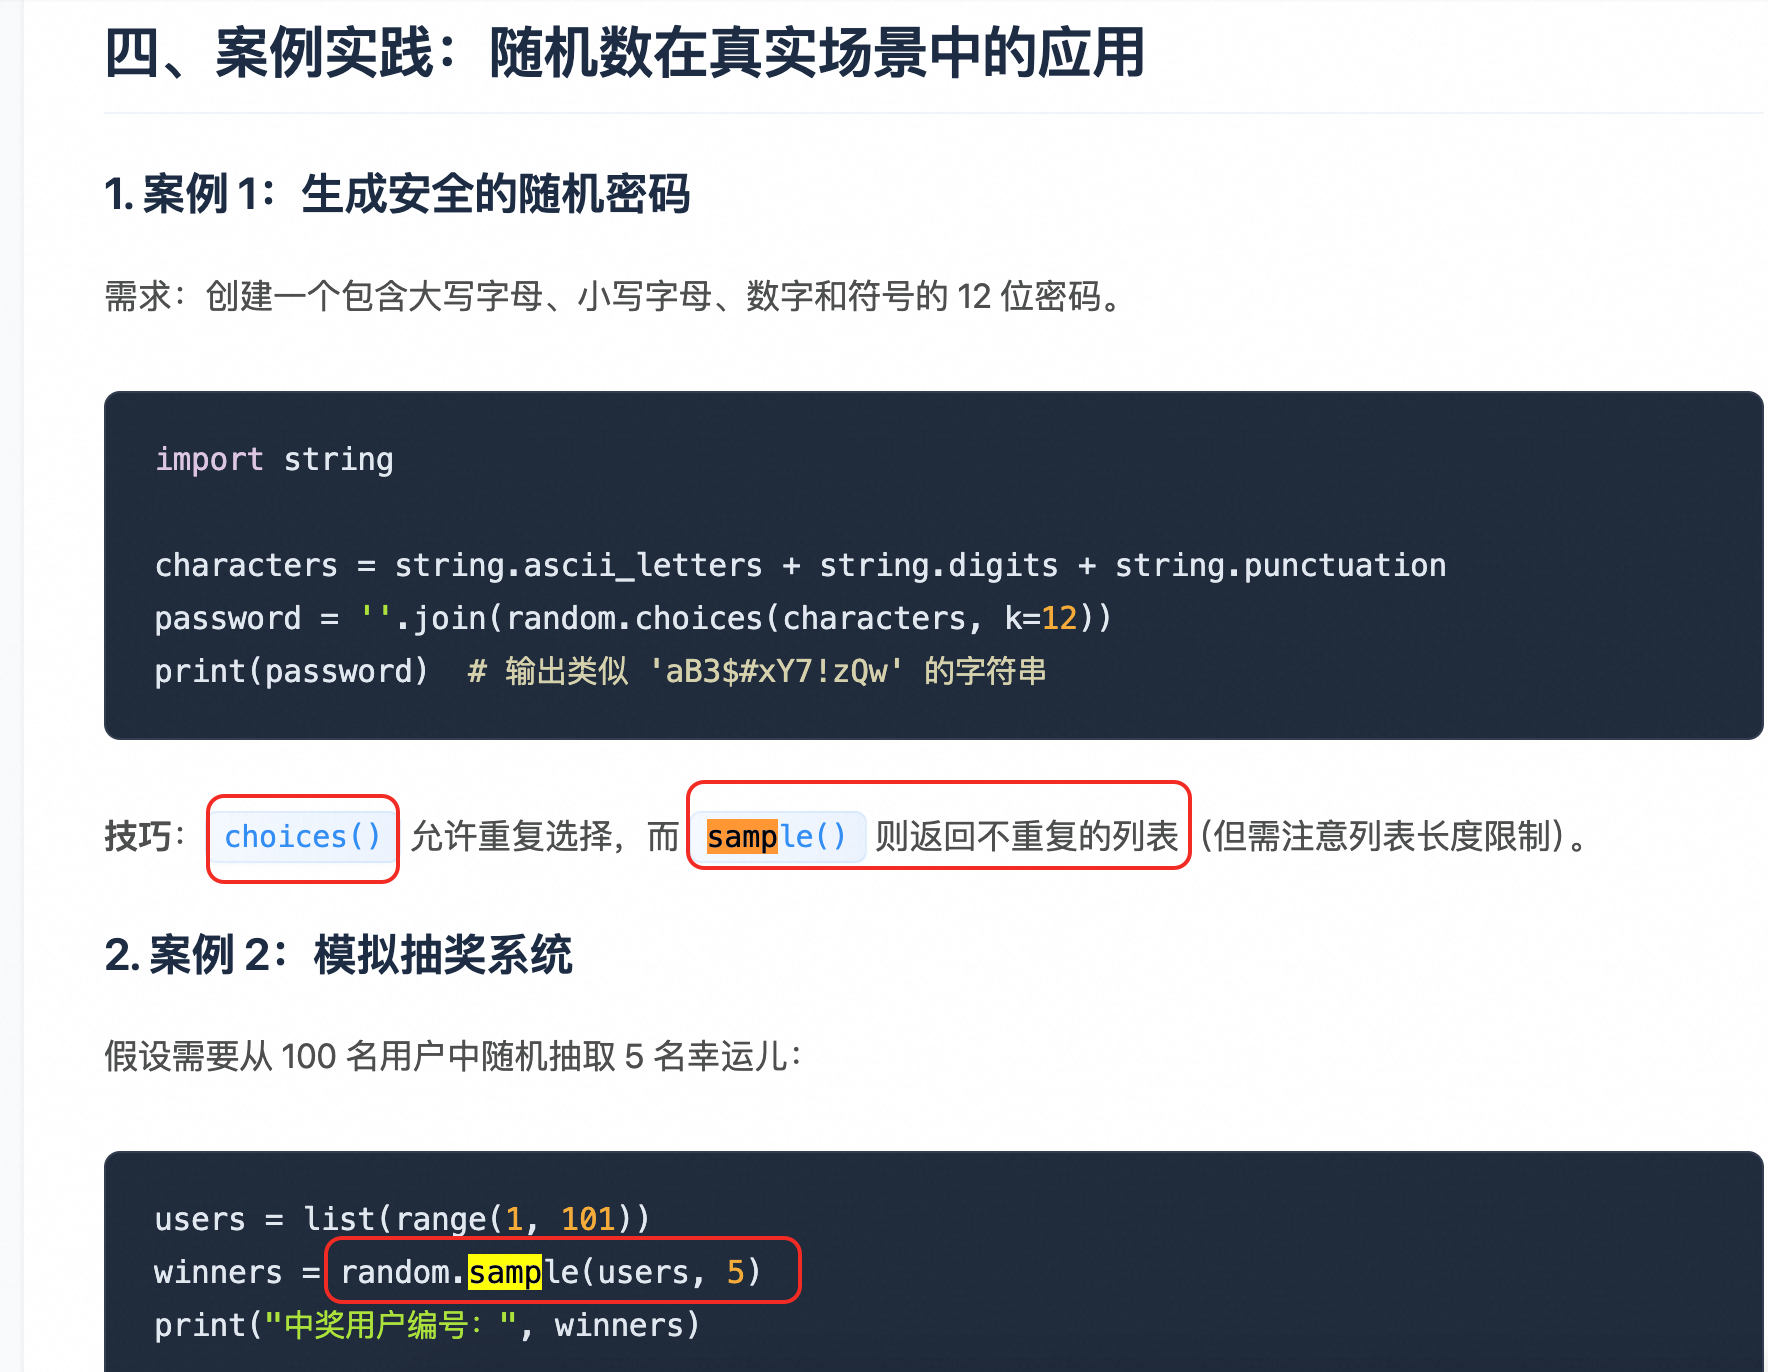 四、案例实践：随机数在真实场景中的应用
1. 案例 1：生成安全的随机密码
需求：创建一个包含大写字母、小写字母、数字和符号的 12 位密码。
import string
characters = string.ascii_letters + string.digits + string.punctuation
password = ''.join(random.choices(characters, k=12))
print(password)  # 输出类似 'aB3$#xY7!zQw' 的字符串
技巧：choices() 允许重复选择，而 sample() 则返回不重复的列表（但需注意列表长度限制）。
2. 案例 2：模拟抽奖系统
假设需要从 100 名用户中随机抽取 5 名幸运儿：
users = list(range(1, 101))
winners = random.sample(users, 5)
print("中奖用户编号：", winners)